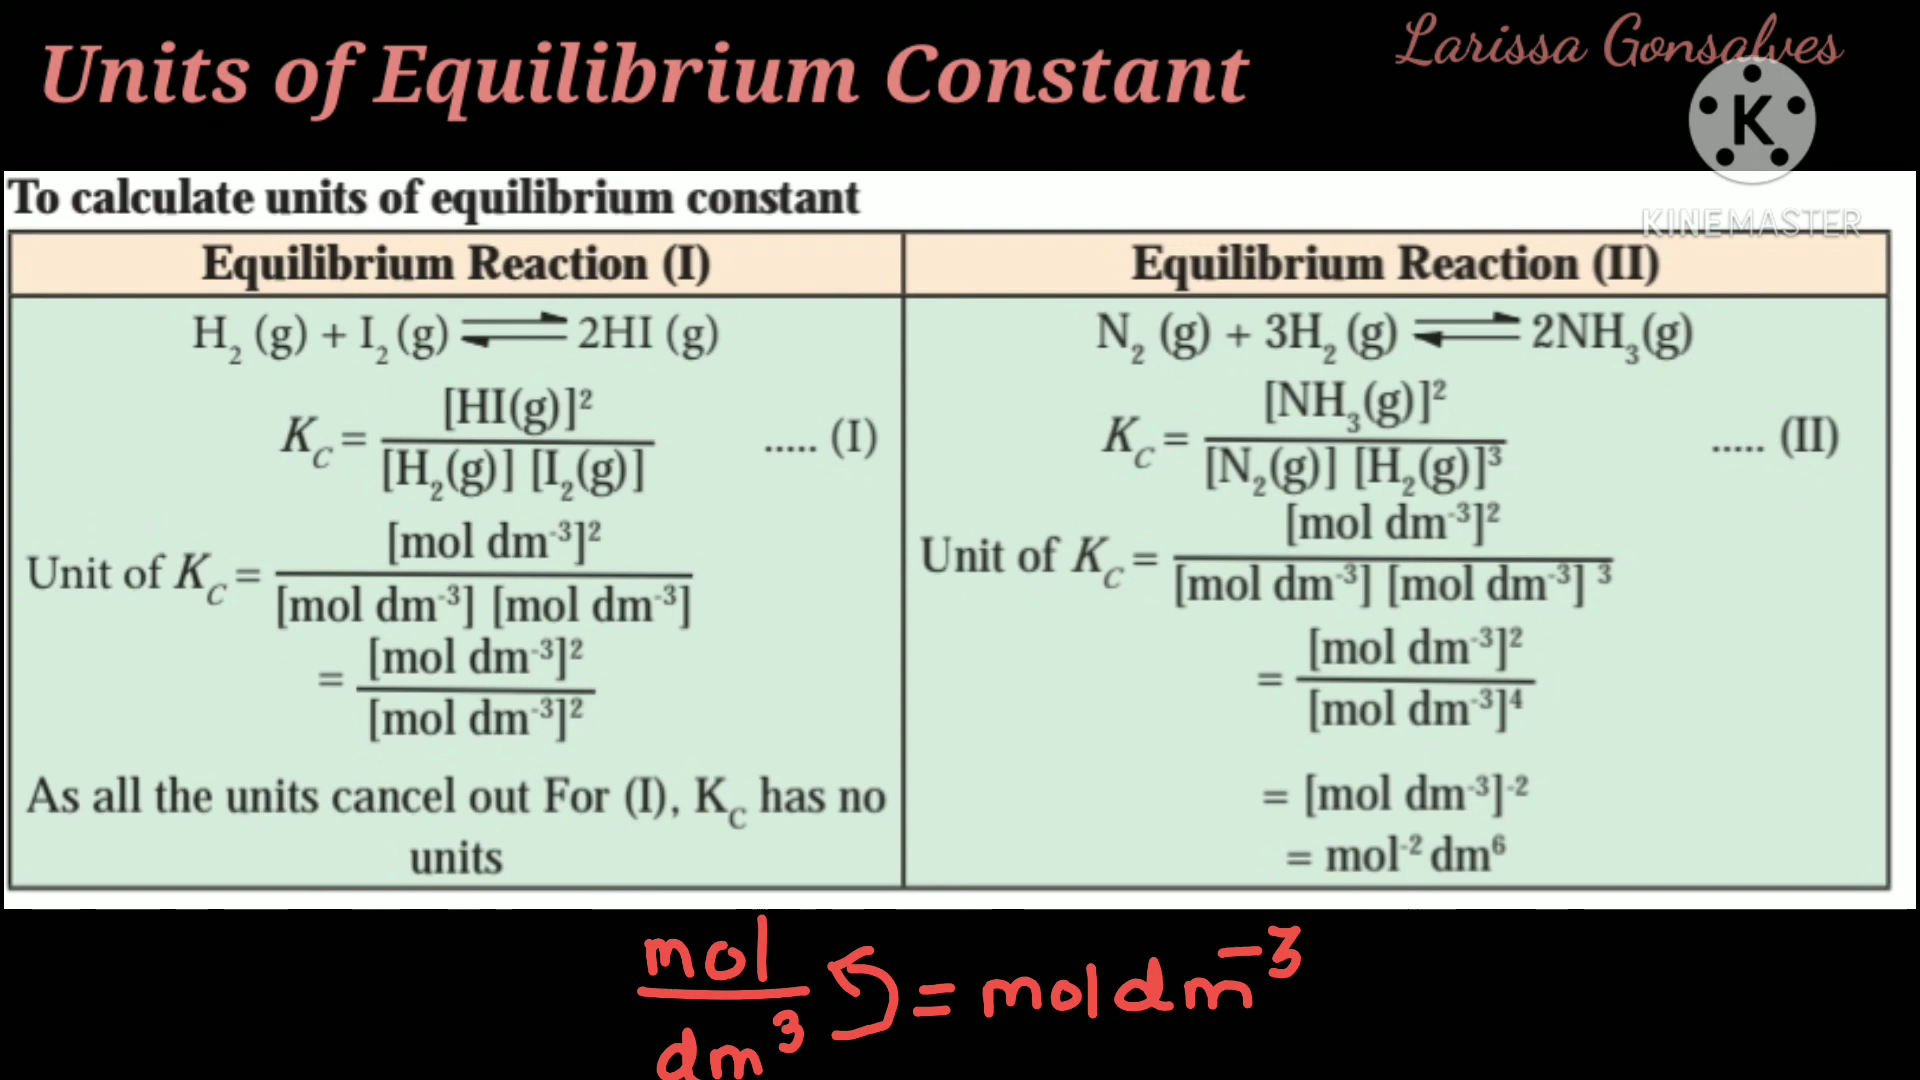 Units of Equilibrium Constant
Larissa Gonsalves
K
KINEMASTER
To calculate units of equilibrium constant
Equilibrium Reaction (I)
H₂ (g) + I₂ (g) ⇌ 2HI (g)
K_C = [HI(g)]² / [H₂(g)] [I₂(g)] ..... (I)
Unit of K_C = [mol dm⁻³]² / [mol dm⁻³] [mol dm⁻³]
= [mol dm⁻³]² / [mol dm⁻³]²
As all the units cancel out For (I), K_C has no
units
Equilibrium Reaction (II)
N₂ (g) + 3H₂ (g) ⇌ 2NH₃(g)
K_C = [NH₃(g)]² / [N₂(g)] [H₂(g)]³ ..... (II)
Unit of K_C = [mol dm⁻³]² / [mol dm⁻³] [mol dm⁻³] ³
= [mol dm⁻³]² / [mol dm⁻³]⁴
= [mol dm⁻³]⁻²
= mol⁻² dm⁶
mol / dm³ = mol dm⁻³